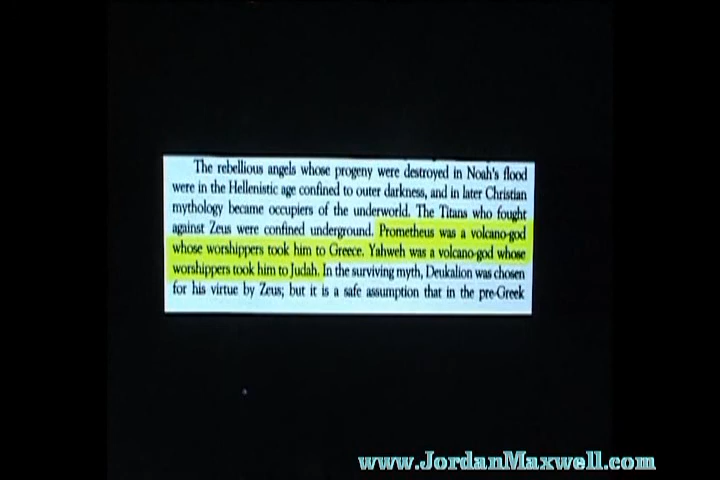 The rebellious angels whose progeny were destroyed in Noah's flood
were in the Hellenistic age confined to outer darkness, and in later Christian
mythology became occupiers of the underworld. The Titans who fought
against Zeus were confined underground. Prometheus was a volcano-god
whose worshippers took him to Greece. Yahweh was a volcano-god whose
worshippers took him to Judah. In the surviving myth, Deukalion was chosen
for his virtue by Zeus; but it is a safe assumption that in the pre-Greek
www.JordanMaxwell.com